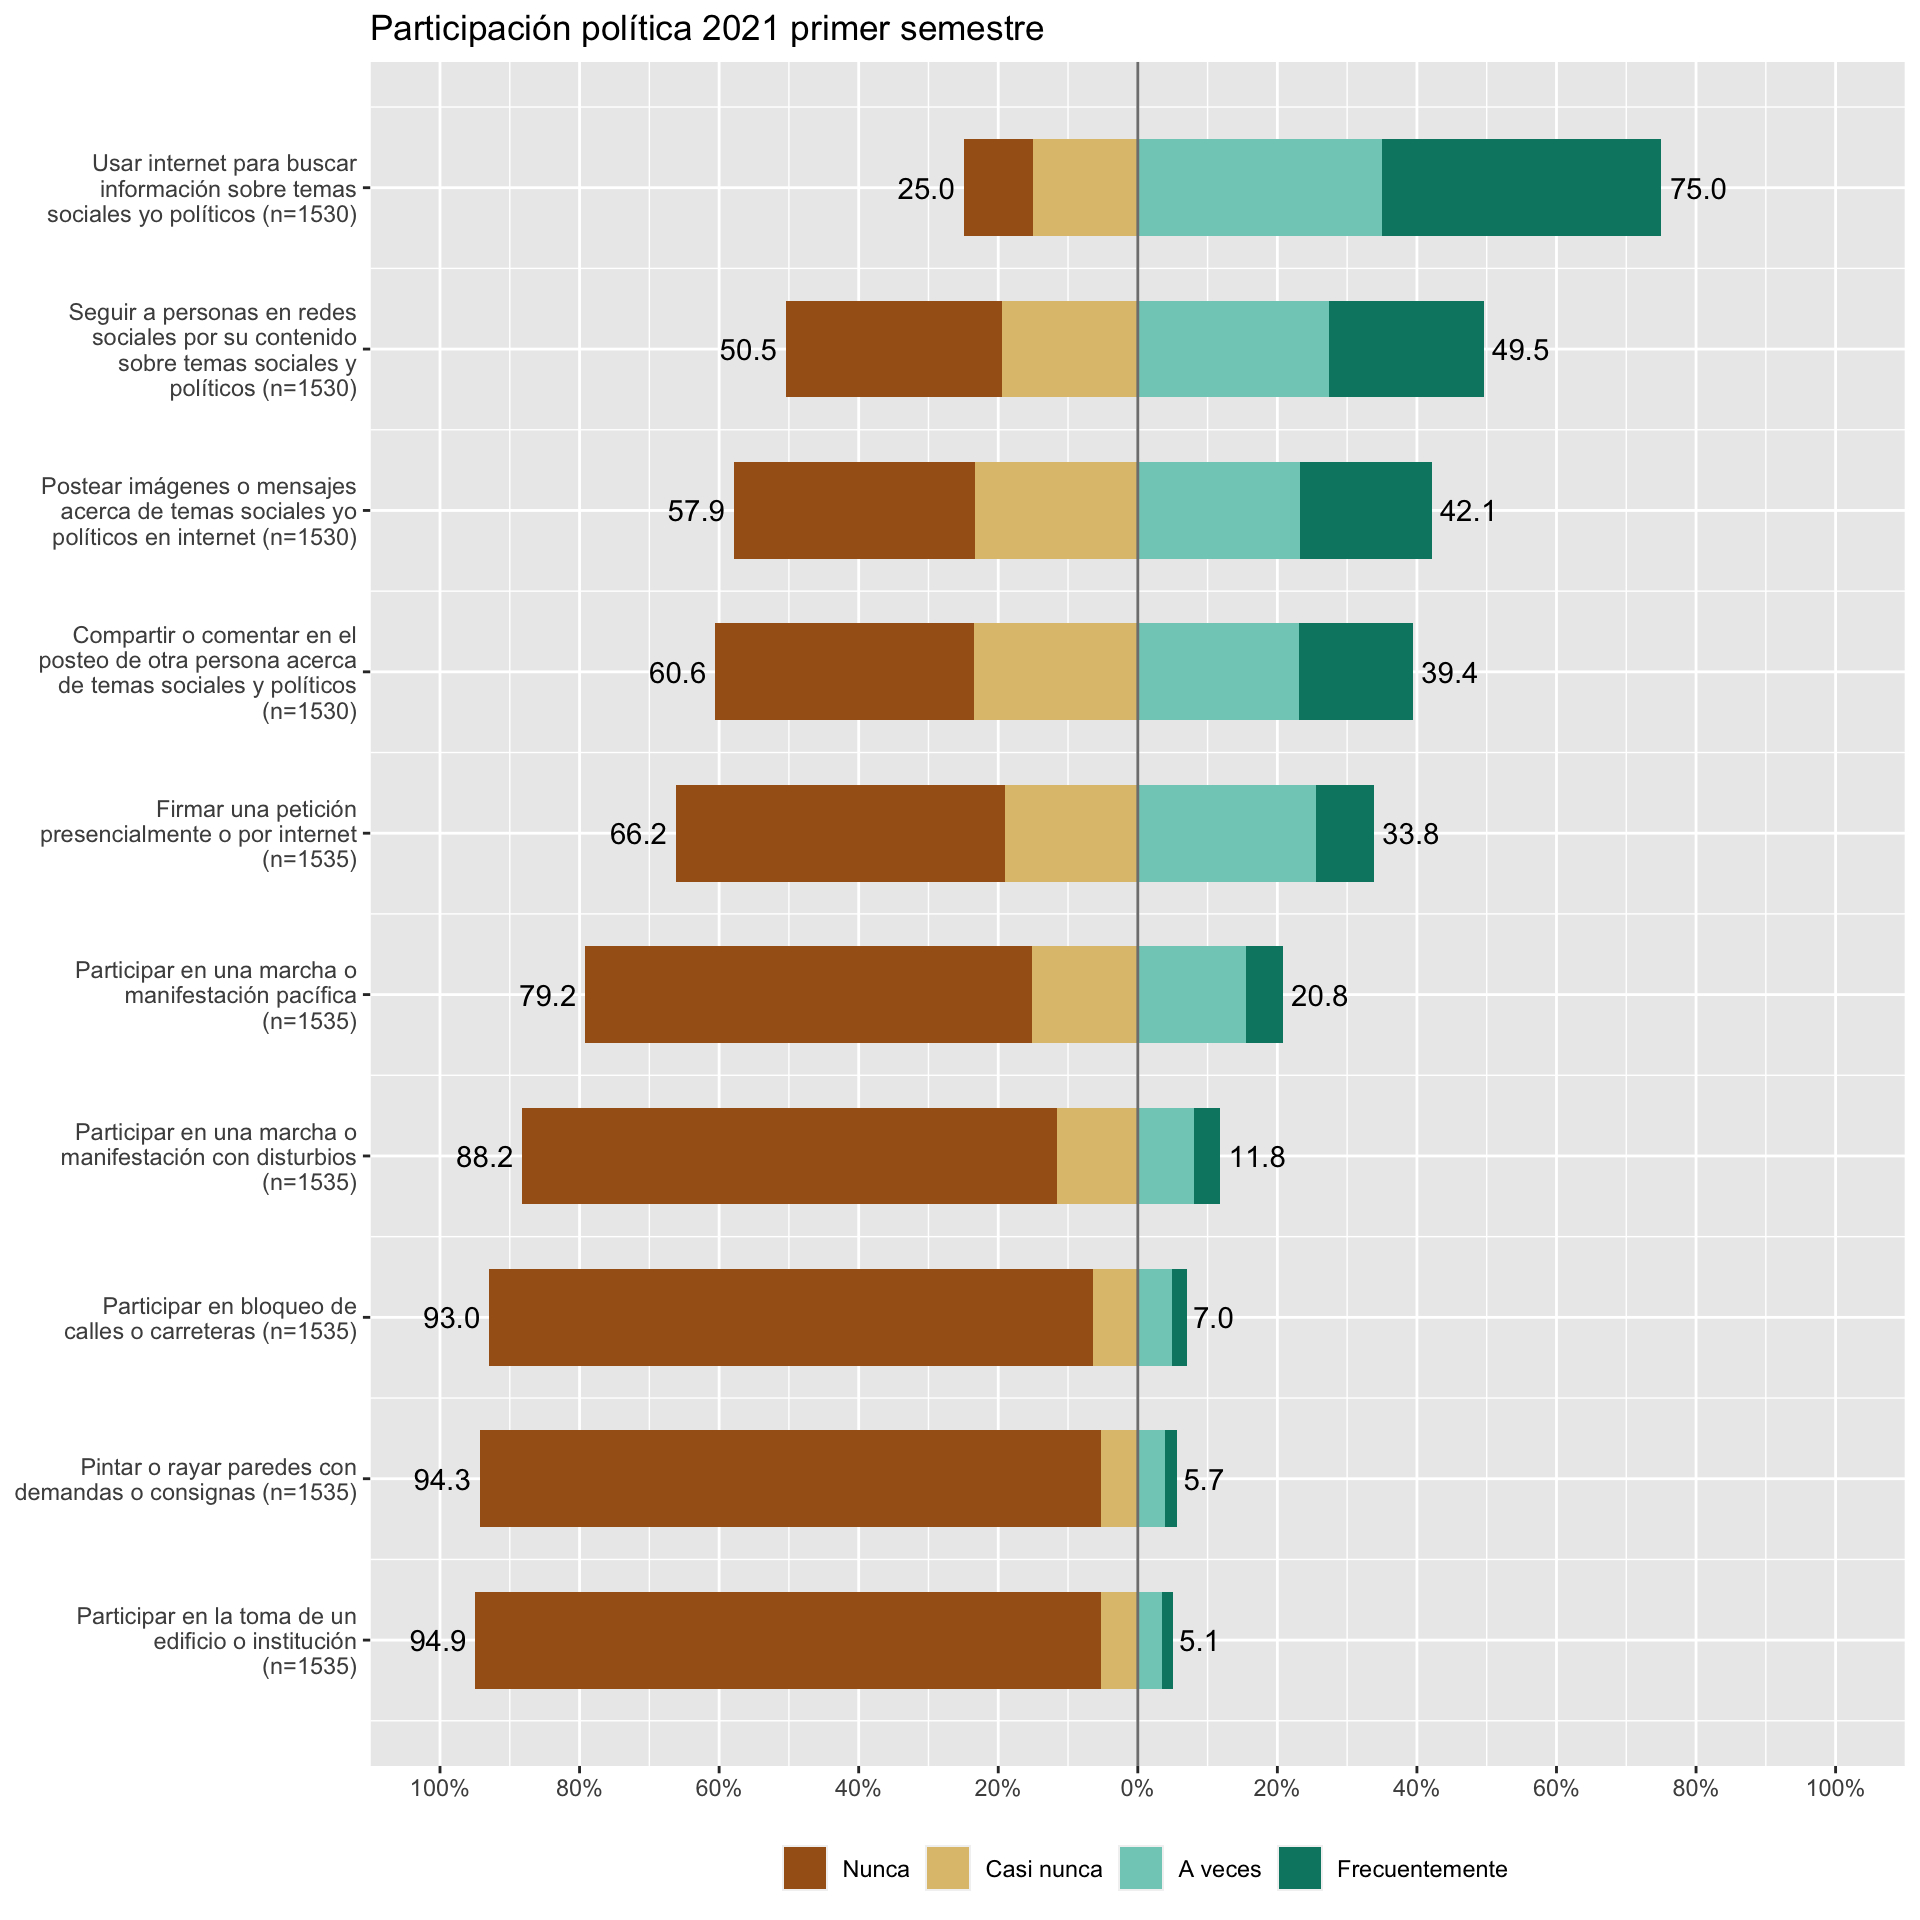 Participación política 2021 primer semestre
Usar internet para buscar
información sobre temas
sociales yo políticos (n=1530)
25.0
75.0
Seguir a personas en redes
sociales por su contenido
sobre temas sociales y
políticos (n=1530)
50.5
49.5
Postear imágenes o mensajes
acerca de temas sociales yo
políticos en internet (n=1530)
57.9
42.1
Compartir o comentar en el
posteo de otra persona acerca
de temas sociales y políticos
(n=1530)
60.6
39.4
Firmar una petición
presencialmente o por internet
(n=1535)
66.2
33.8
Participar en una marcha o
manifestación pacífica
(n=1535)
79.2
20.8
Participar en una marcha o
manifestación con disturbios
(n=1535)
88.2
11.8
Participar en bloqueo de
calles o carreteras (n=1535)
93.0
7.0
Pintar o rayar paredes con
demandas o consignas (n=1535)
94.3
5.7
Participar en la toma de un
edificio o institución
(n=1535)
94.9
5.1
100% 80% 60% 40% 20% 0% 20% 40% 60% 80% 100%
Nunca Casi nunca A veces Frecuentemente